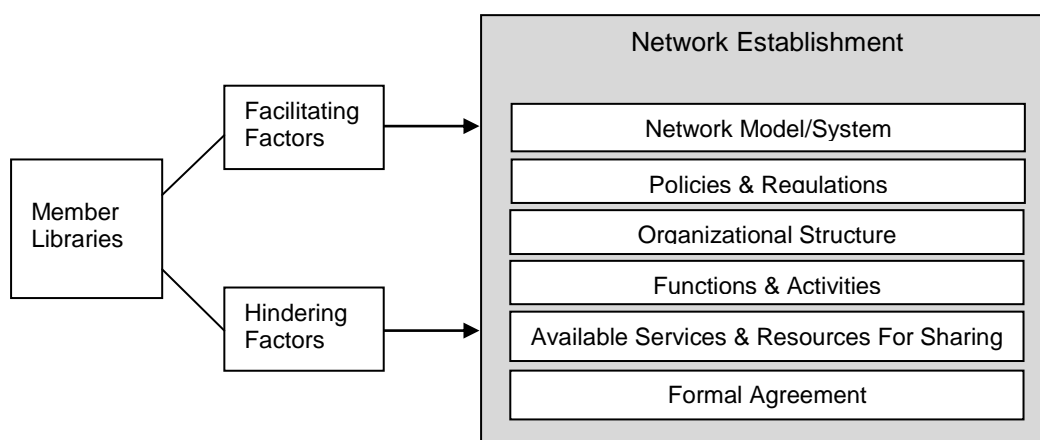 Network Establishment
Facilitating
Factors
Network Model/System
Policies & Regulations
Member
Libraries
Organizational Structure
Functions & Activities
Hindering
Factors
Available Services & Resources For Sharing
Formal Agreement